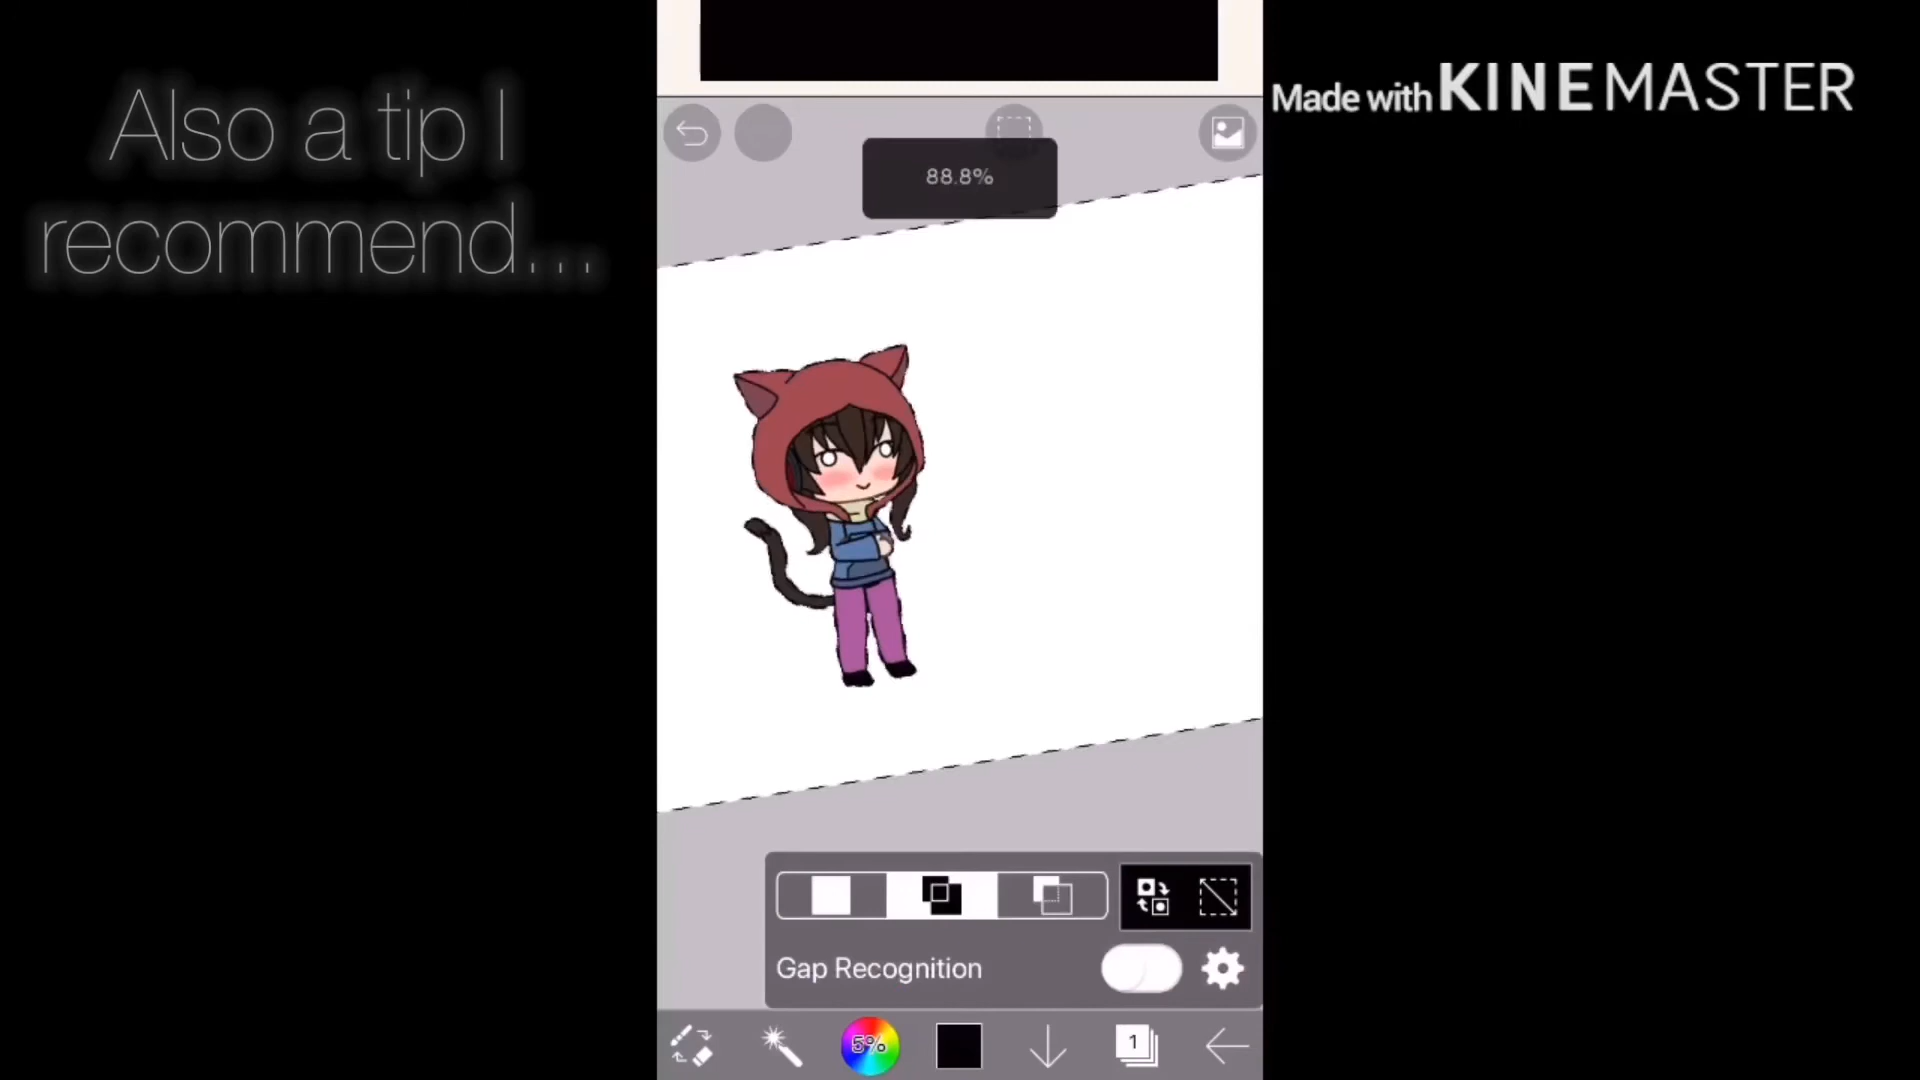 Also a tip I
recommend...
Made with KINEMASTER
88.8%
Gap Recognition
5%
1